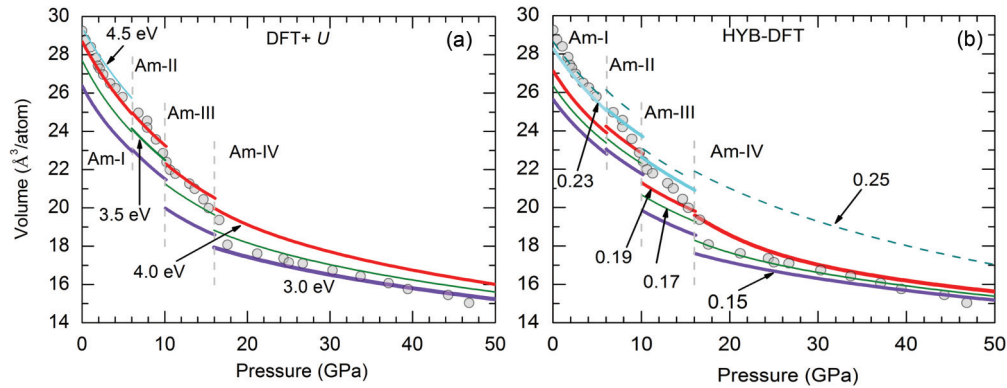 DFT+ U
(a)
4.5 eV
Am-II
Am-III
Am-IV
Am-I
3.5 eV
4.0 eV
3.0 eV
Volume (Å³/atom)
30
28
26
24
22
20
18
16
14
0 10 20 30 40 50
Pressure (GPa)
HYB-DFT
(b)
Am-I
Am-II
Am-III
Am-IV
0.23
0.25
0.19
0.17
0.15
30
28
26
24
22
20
18
16
14
0 10 20 30 40 50
Pressure (GPa)